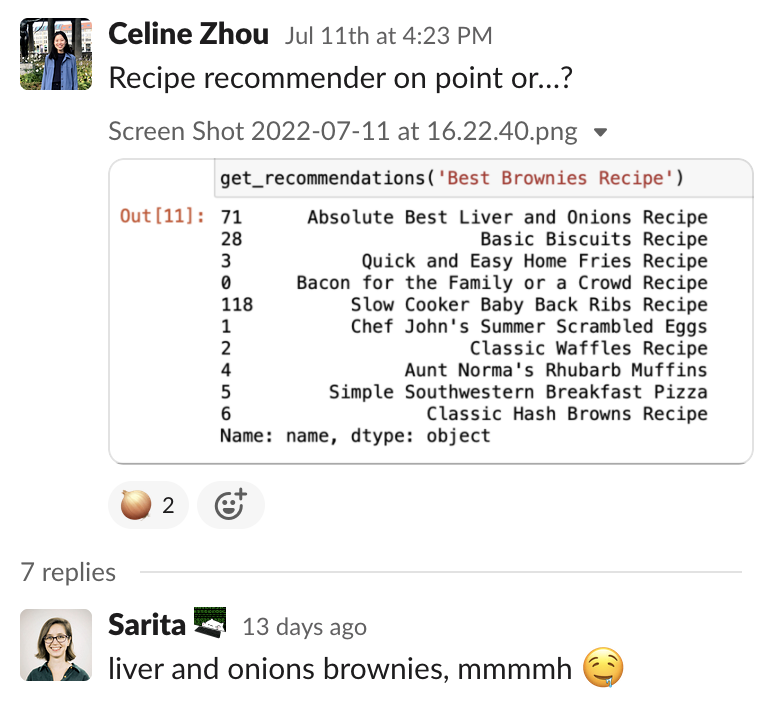 Celine Zhou Jul 11th at 4:23 PM
Recipe recommender on point or...?
Screen Shot 2022-07-11 at 16.22.40.png
get_recommendations('Best Brownies Recipe')
Out[11]: 71 Absolute Best Liver and Onions Recipe
28 Basic Biscuits Recipe
3 Quick and Easy Home Fries Recipe
0 Bacon for the Family or a Crowd Recipe
118 Slow Cooker Baby Back Ribs Recipe
1 Chef John's Summer Scrambled Eggs
2 Classic Waffles Recipe
4 Aunt Norma's Rhubarb Muffins
5 Simple Southwestern Breakfast Pizza
6 Classic Hash Browns Recipe
Name: name, dtype: object
2
7 replies
Sarita 13 days ago
liver and onions brownies, mmmmh 🤤